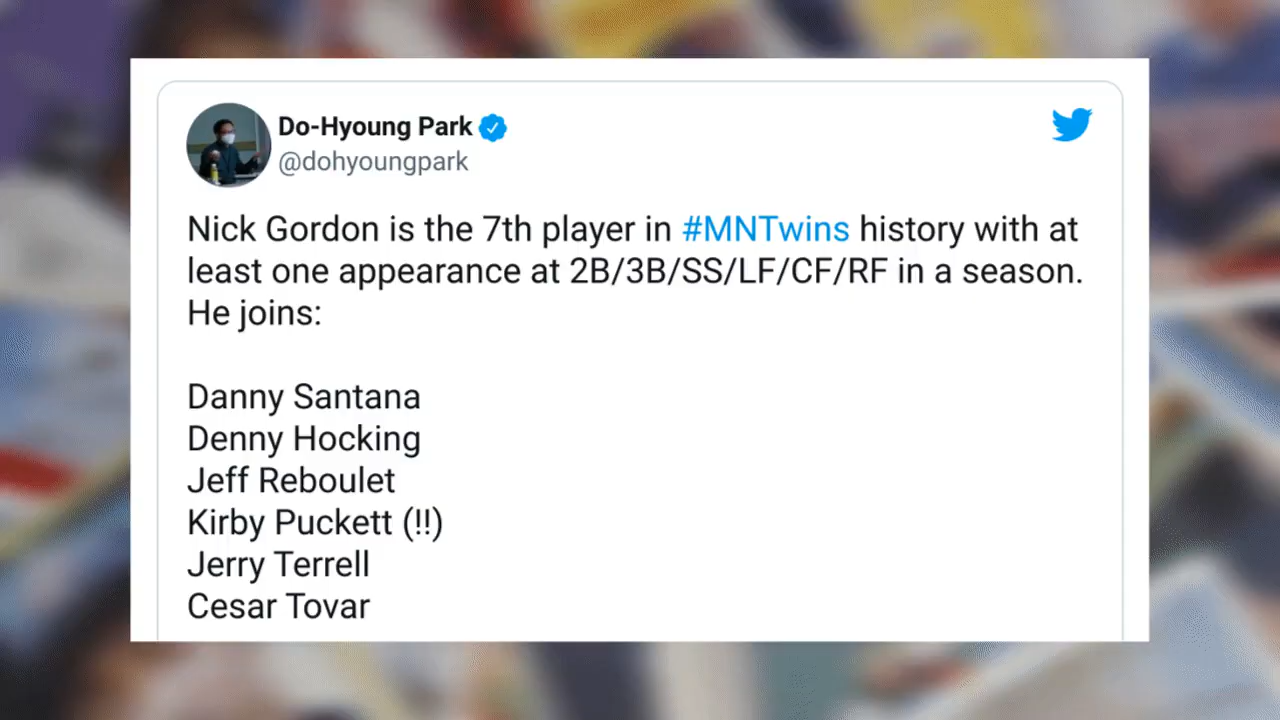 Do-Hyoung Park
@dohyoungpark
Nick Gordon is the 7th player in #MNTwins history with at
least one appearance at 2B/3B/SS/LF/CF/RF in a season.
He joins:
Danny Santana
Denny Hocking
Jeff Reboulet
Kirby Puckett (!!)
Jerry Terrell
Cesar Tovar